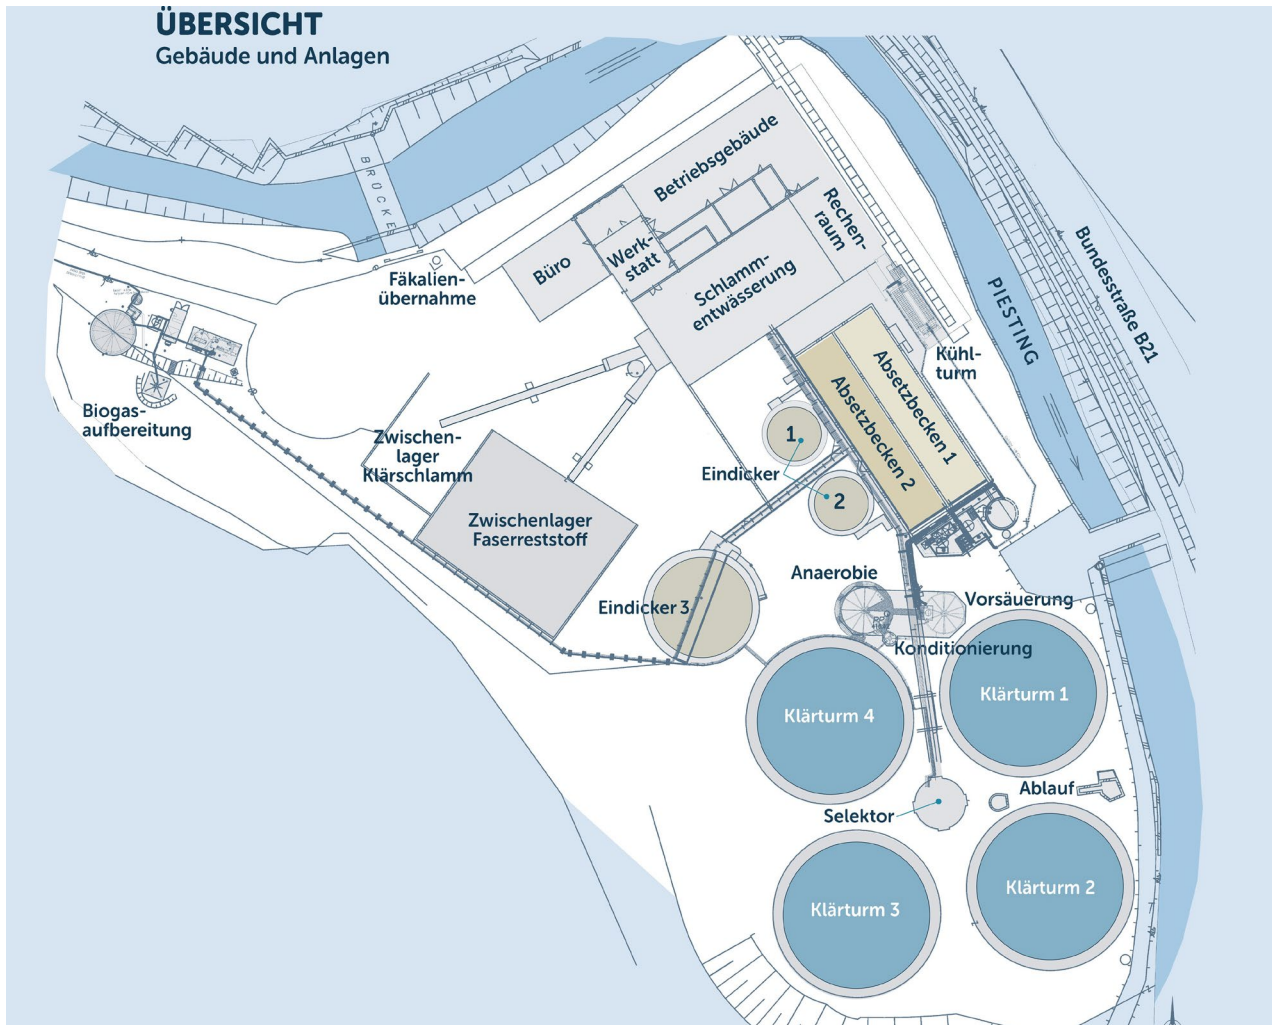 ÜBERSICHT
Gebäude und Anlagen
BRÜCKE
Betriebsgebäude
Rechen-
raum
Werk-
statt
Büro
Schlamm-
entwässerung
Fäkalien-
übernahme
PIESTING
Bundesstraße B21
Kühl-
turm
Absetzbecken 1
Absetzbecken 2
Biogas-
aufbereitung
Zwischen-
lager
Klärschlamm
1
Eindicker
2
Zwischenlager
Faserreststoff
Anaerobie
Eindicker 3
Vorsäuerung
Konditionierung
Klärturm 1
Klärturm 4
Ablauf
Selektor
Klärturm 2
Klärturm 3